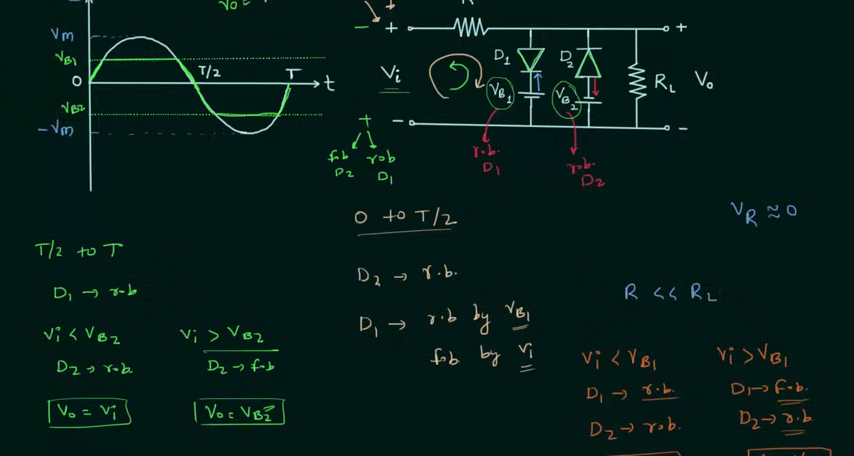 Vo =
Vm
VB1
0
T/2
T
t
VB2
-Vm
R
- +
+
D1
D2
Vi
VB1
VB2
RL
Vo
-
-
+
f.b. r.b.
D2 D1
r.b.
D1
r.b.
D2
0 to T/2
VR ≈ 0
T/2 to T
D1 → r.b.
D2 → r.b.
R << RL
D1 → r.b. by VB1
f.b. by Vi
Vi < VB2 Vi > VB2
D2 → r.b. D2 → f.b.
Vo = Vi Vo = VB2
Vi < VB1 Vi > VB1
D1 → r.b. D1 → f.b.
D2 → r.b. D2 → r.b.